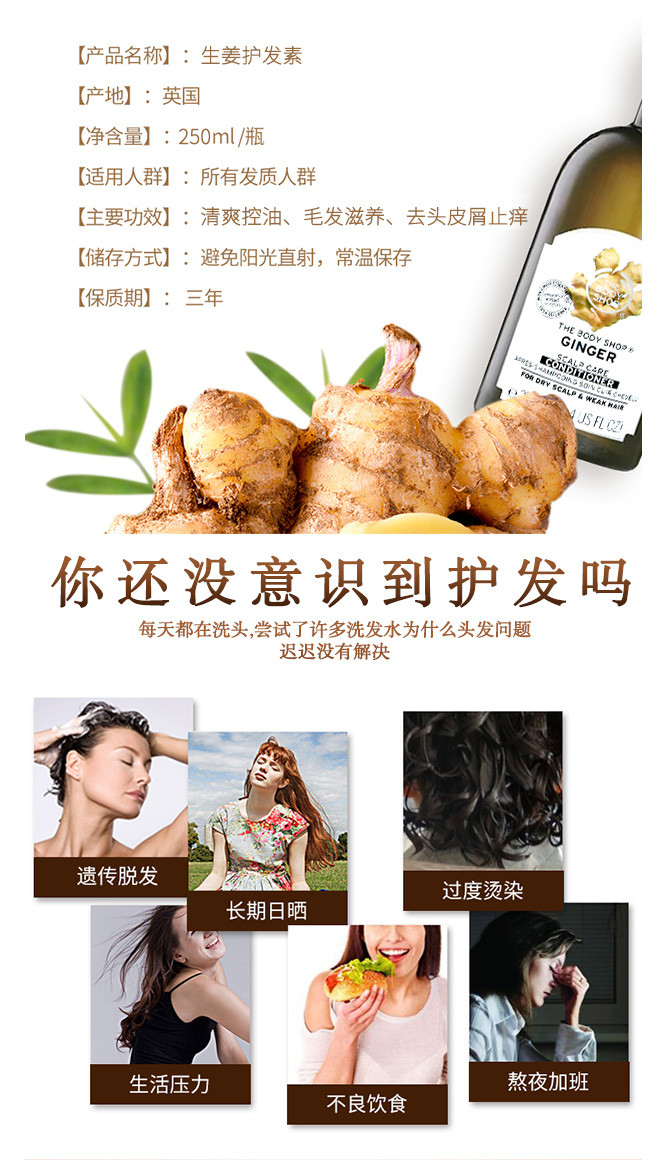 【产品名称】：生姜护发素
【产地】：英国
【净含量】：250ml/瓶
【适用人群】：所有发质人群
【主要功效】：清爽控油、毛发滋养、去头皮屑止痒
【储存方式】：避免阳光直射，常温保存
【保质期】：三年
THE BODY SHOP®
GINGER
SCALP CARE
CONDITIONER
FOR DRY SCALP & WEAK HAIR
你还没意识到护发吗
每天都在洗头,尝试了许多洗发水为什么头发问题
迟迟没有解决
遗传脱发
长期日晒
过度烫染
生活压力
不良饮食
熬夜加班